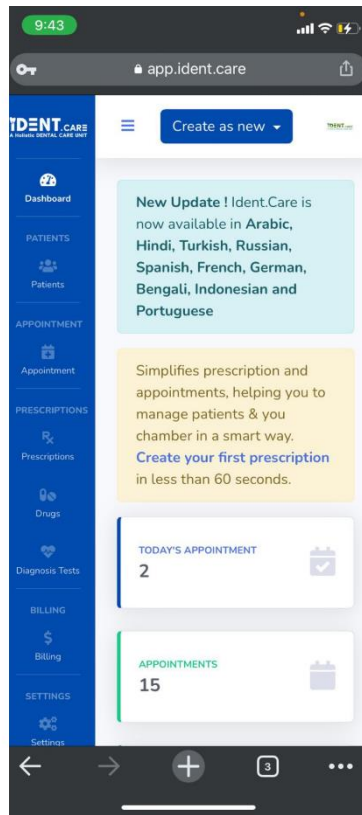 9:43
app.ident.care
IDENT.CARE
A Holistic DENTAL CARE UNIT
Create as new
IDENT.CARE
Dashboard
PATIENTS
Patients
APPOINTMENT
Appointment
PRESCRIPTIONS
Prescriptions
Drugs
Diagnosis Tests
BILLING
Billing
SETTINGS
Settings
New Update ! Ident.Care is
now available in Arabic,
Hindi, Turkish, Russian,
Spanish, French, German,
Bengali, Indonesian and
Portuguese
Simplifies prescription and
appointments, helping you to
manage patients & you
chamber in a smart way.
Create your first prescription
in less than 60 seconds.
TODAY'S APPOINTMENT
2
APPOINTMENTS
15
3